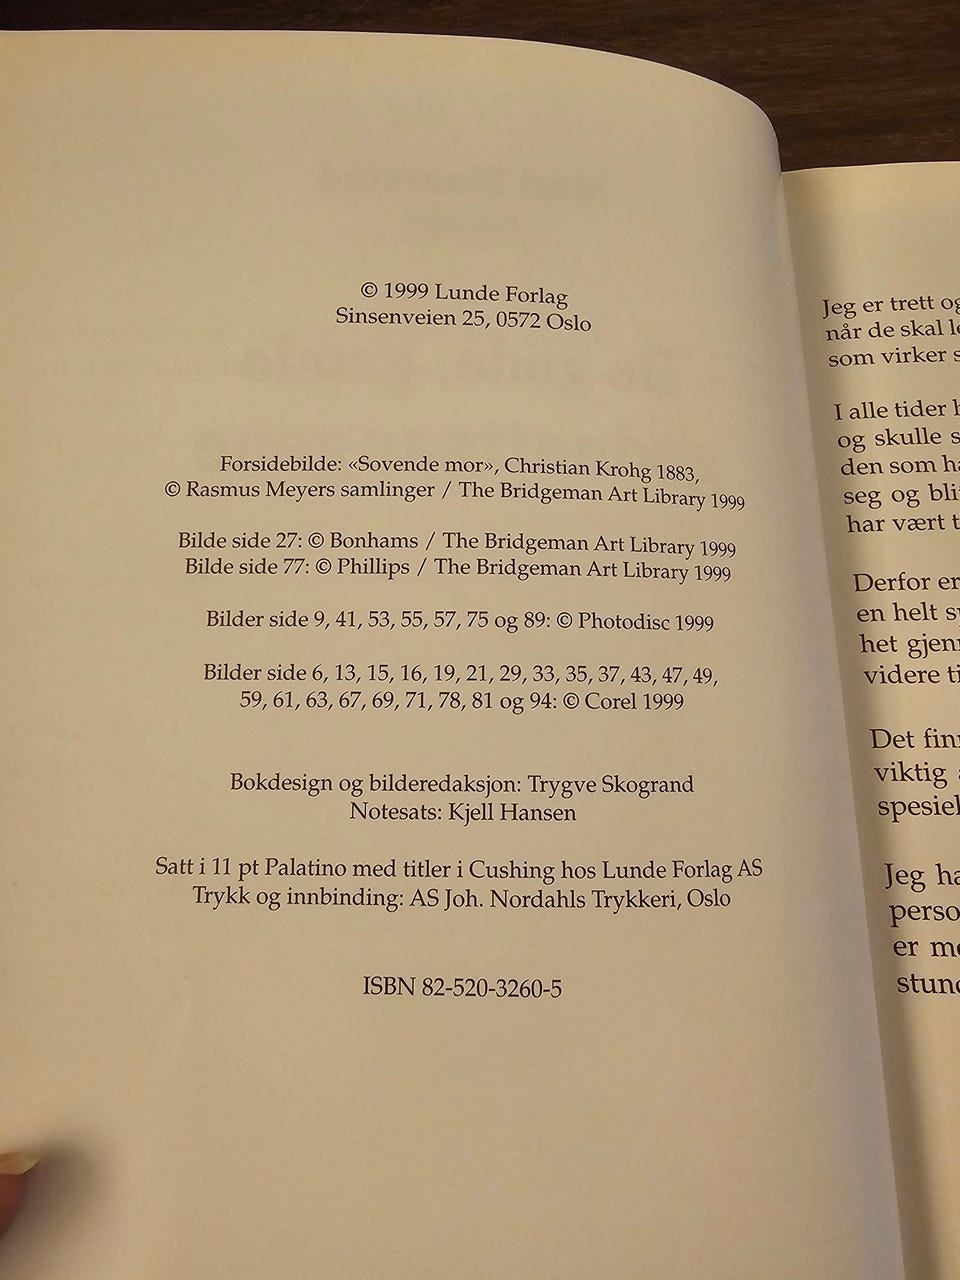 © 1999 Lunde Forlag
Sinsenveien 25, 0572 Oslo
Forsidebilde: «Sovende mor», Christian Krohg 1883,
© Rasmus Meyers samlinger / The Bridgeman Art Library 1999
Bilde side 27: © Bonhams / The Bridgeman Art Library 1999
Bilde side 77: © Phillips / The Bridgeman Art Library 1999
Bilder side 9, 41, 53, 55, 57, 75 og 89: © Photodisc 1999
Bilder side 6, 13, 15, 16, 19, 21, 29, 33, 35, 37, 43, 47, 49,
59, 61, 63, 67, 69, 71, 78, 81 og 94: © Corel 1999
Bokdesign og bilderedaksjon: Trygve Skogrand
Notesats: Kjell Hansen
Satt i 11 pt Palatino med titler i Cushing hos Lunde Forlag AS
Trykk og innbinding: AS Joh. Nordahls Trykkeri, Oslo
ISBN 82-520-3260-5
Jeg er trett og
når de skal
som virker
I alle tider
og skulle
den som
seg og
har vært
Derfor er
en helt
het
videre
Det
viktig
Jeg
er